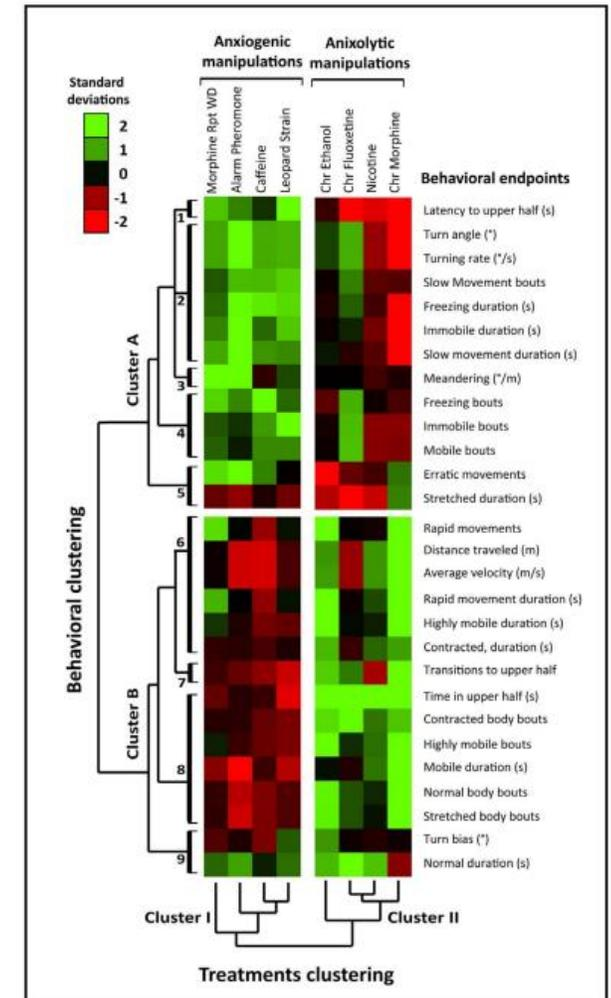 Anxiogenic
manipulations
Anixolytic
manipulations
Standard
deviations
2
1
0
-1
-2
Morphine Rpt WD
Alarm Pheromone
Caffeine
Leopard Strain
Chr Ethanol
Chr Fluoxetine
Nicotine
Chr Morphine
Behavioral endpoints
Latency to upper half (s)
Turn angle (°)
Turning rate (°/s)
Slow Movement bouts
Freezing duration (s)
Immobile duration (s)
Slow movement duration (s)
Meandering (°/m)
Freezing bouts
Immobile bouts
Mobile bouts
Erratic movements
Stretched duration (s)
Rapid movements
Distance traveled (m)
Average velocity (m/s)
Rapid movement duration (s)
Highly mobile duration (s)
Contracted, duration (s)
Transitions to upper half
Time in upper half (s)
Contracted body bouts
Highly mobile bouts
Mobile duration (s)
Normal body bouts
Stretched body bouts
Turn bias (°)
Normal duration (s)
1
2
3
4
5
6
7
8
9
Cluster A
Cluster B
Behavioral clustering
Cluster I
Cluster II
Treatments clustering